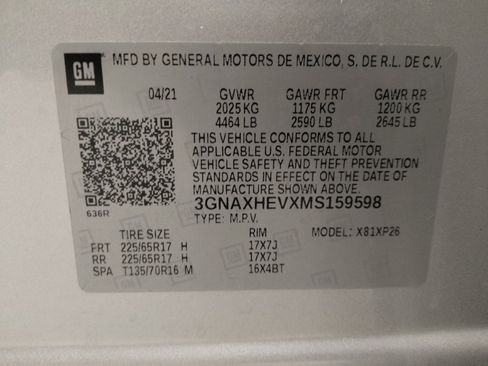 GM MFD BY GENERAL MOTORS DE MEXICO, S. DE R.L. DE C.V.
04/21 GVWR GAWR FRT GAWR RR
2025 KG 1175 KG 1200 KG
4464 LB 2590 LB 2645 LB
THIS VEHICLE CONFORMS TO ALL
APPLICABLE U.S. FEDERAL MOTOR
VEHICLE SAFETY AND THEFT PREVENTION
STANDARDS IN EFFECT ON THE DATE OF
MANUFACTURE SHOWN ABOVE.
3GNAXHEVXMS159598
636R TYPE: M.P.V.
TIRE SIZE RIM MODEL: X81XP26
FRT 225/65R17 H 17X7J
RR 225/65R17 H 17X7J
SPA T135/70R16 M 16X4BT